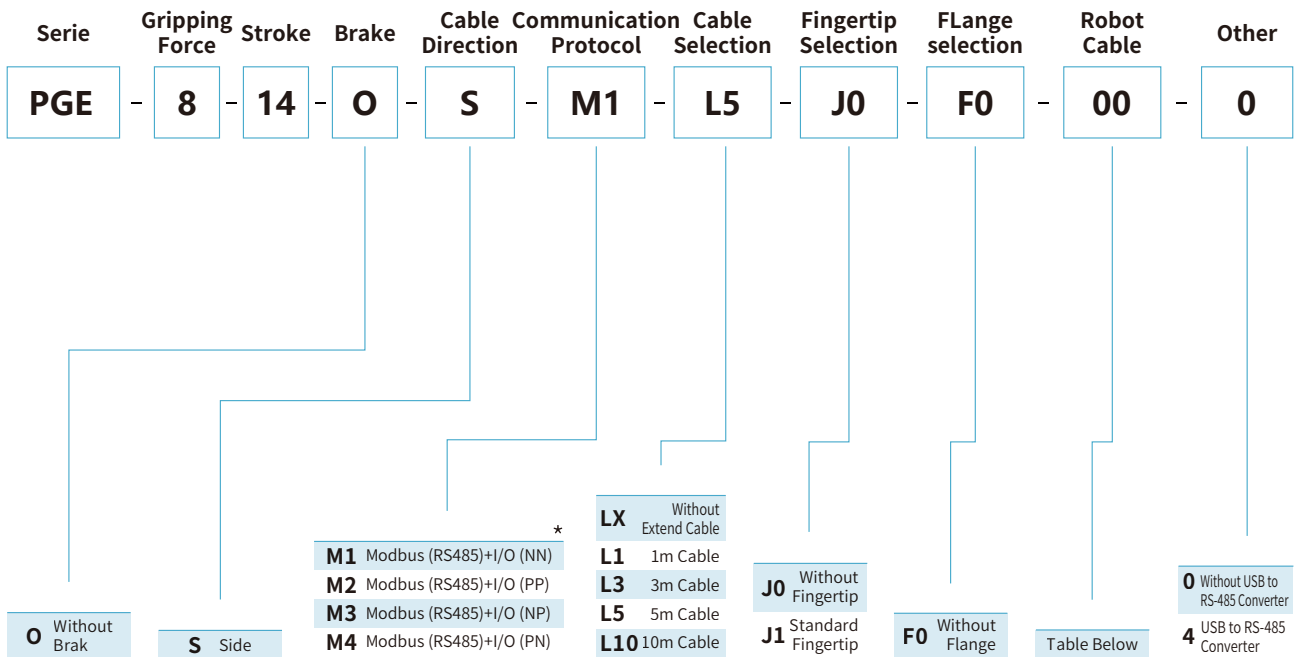 Serie
Gripping
Force
Stroke
Brake
Cable
Direction
Communication
Protocol
Cable
Selection
Fingertip
Selection
FLange
selection
Robot
Cable
Other
PGE - 8 - 14 - O - S - M1 - L5 - J0 - F0 - 00 - 0
O Without
Brak
S Side
*
M1 Modbus (RS485)+I/O (NN)
M2 Modbus (RS485)+I/O (PP)
M3 Modbus (RS485)+I/O (NP)
M4 Modbus (RS485)+I/O (PN)
LX Without
Extend Cable
L1 1m Cable
L3 3m Cable
L5 5m Cable
L10 10m Cable
J0 Without
Fingertip
J1 Standard
Fingertip
F0 Without
Flange
Table Below
0 Without USB to
RS-485 Converter
4 USB to RS-485
Converter